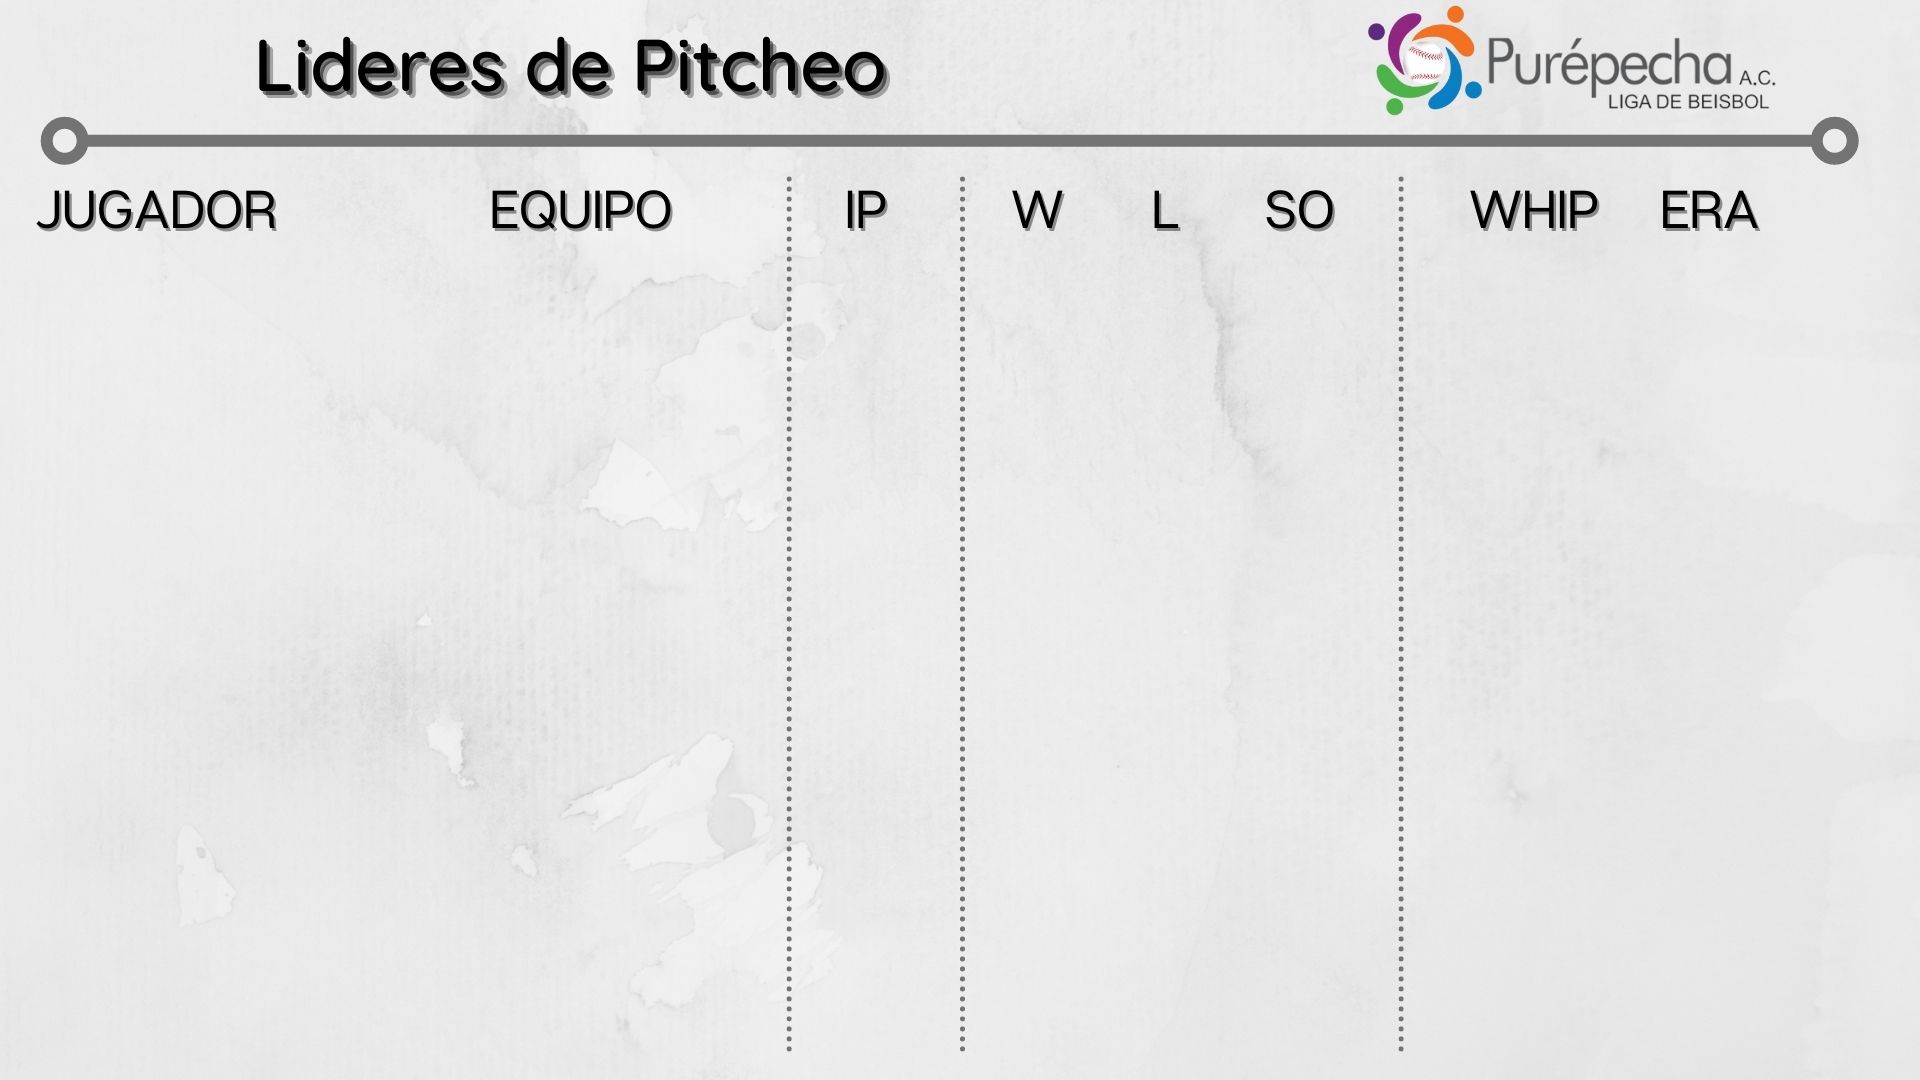 Lideres de Pitcheo
Purépecha A.C.
LIGA DE BEISBOL
JUGADOR EQUIPO IP W L SO WHIP ERA